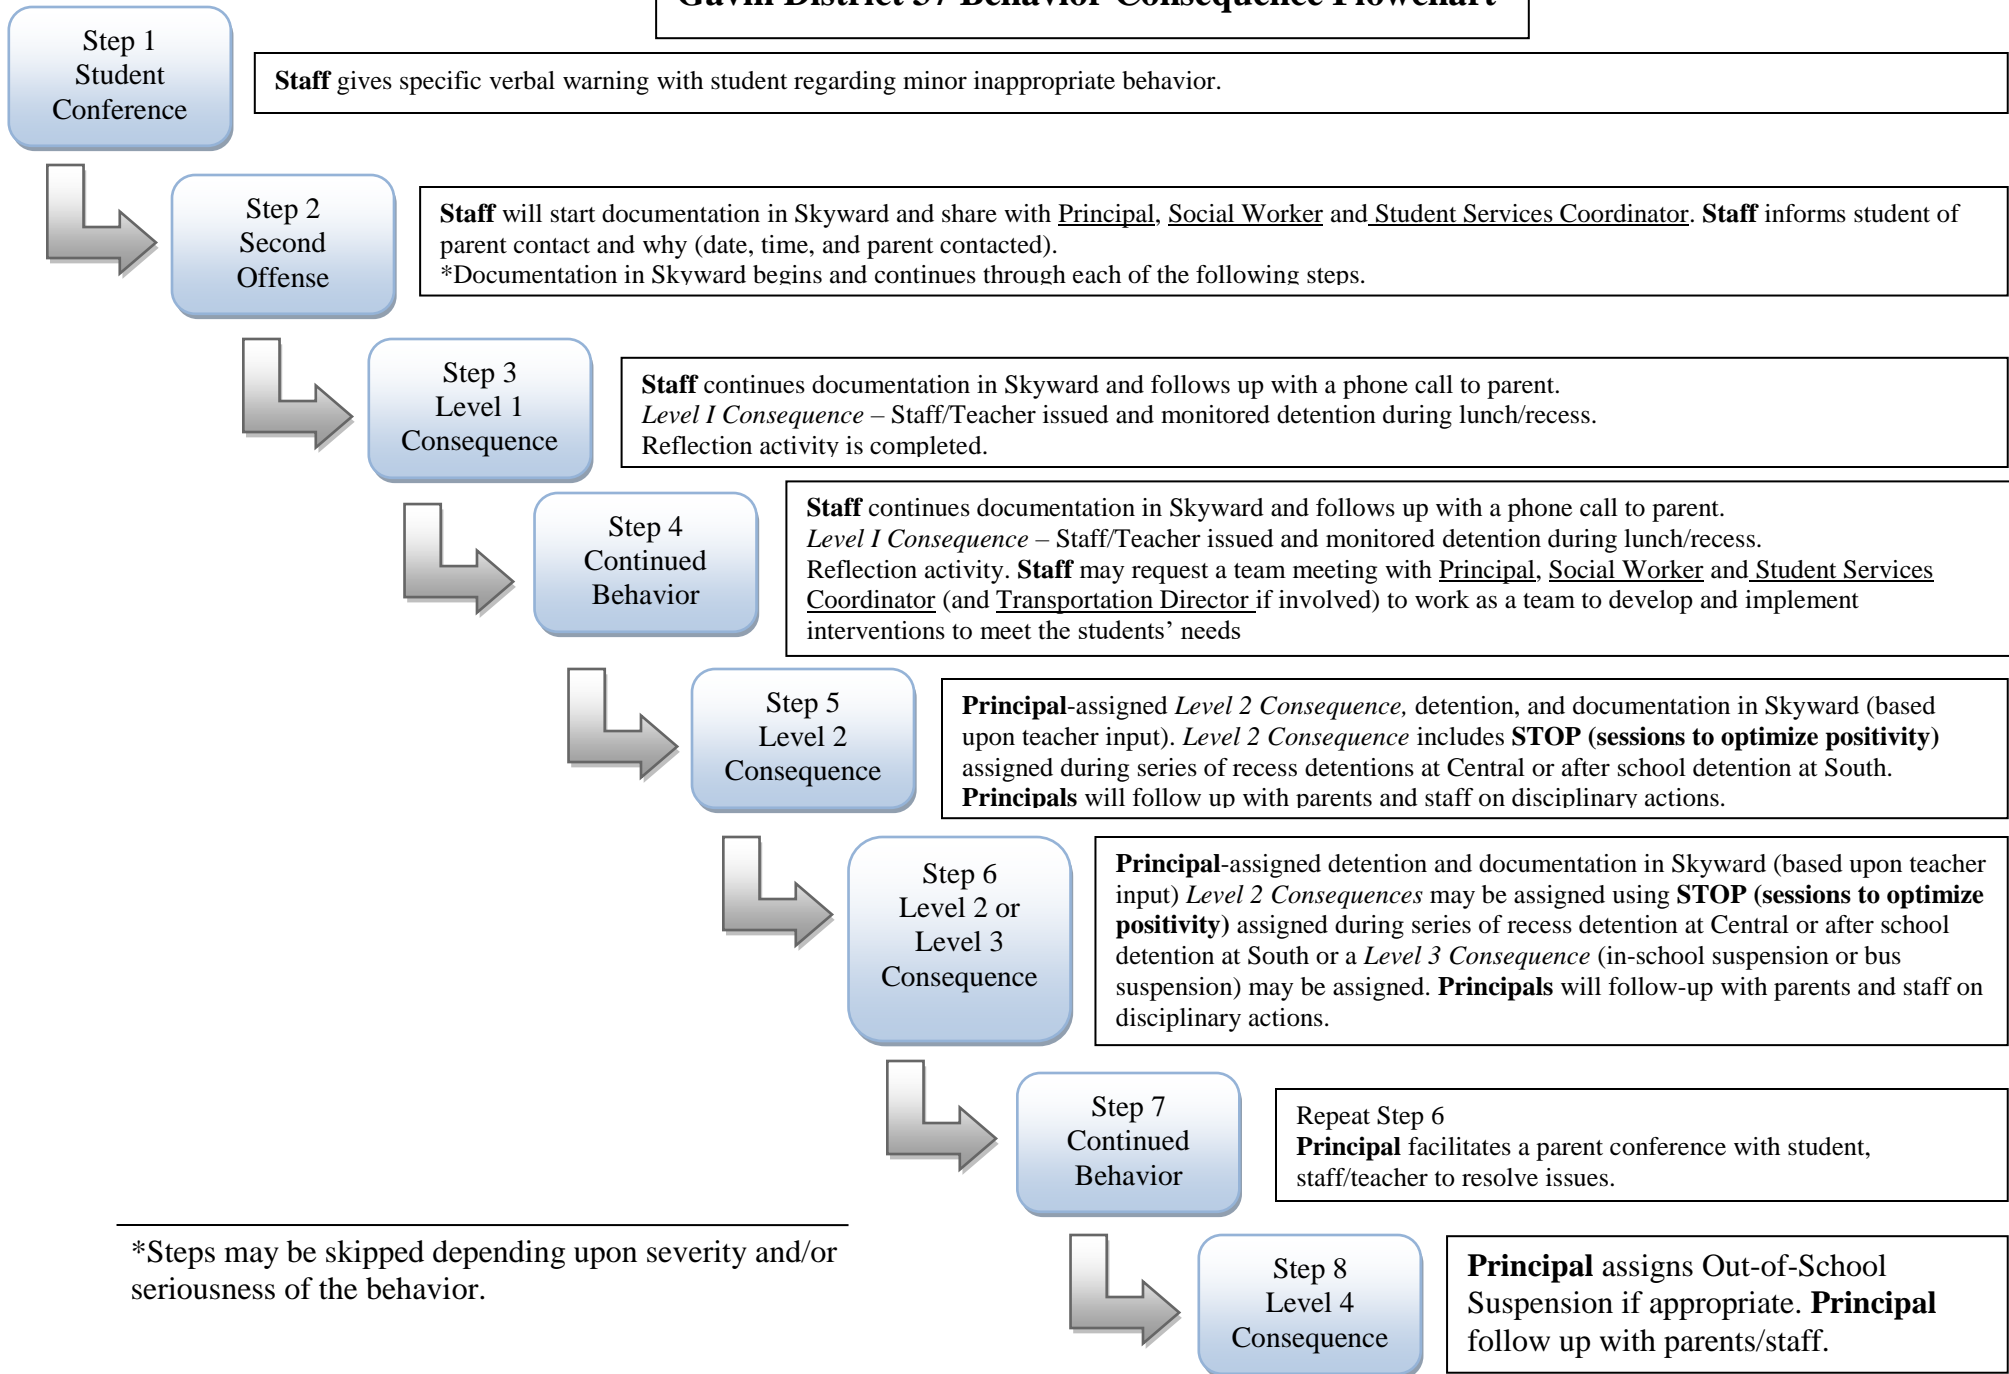 Gavin District 37 Behavior Consequence Flowchart
Step 1
Student
Conference
Staff gives specific verbal warning with student regarding minor inappropriate behavior.
Step 2
Second
Offense
Staff will start documentation in Skyward and share with Principal, Social Worker and Student Services Coordinator. Staff informs student of
parent contact and why (date, time, and parent contacted).
*Documentation in Skyward begins and continues through each of the following steps.
Step 3
Level 1
Consequence
Staff continues documentation in Skyward and follows up with a phone call to parent.
Level I Consequence – Staff/Teacher issued and monitored detention during lunch/recess.
Reflection activity is completed.
Step 4
Continued
Behavior
Staff continues documentation in Skyward and follows up with a phone call to parent.
Level I Consequence – Staff/Teacher issued and monitored detention during lunch/recess.
Reflection activity. Staff may request a team meeting with Principal, Social Worker and Student Services
Coordinator (and Transportation Director if involved) to work as a team to develop and implement
interventions to meet the students’ needs
Step 5
Level 2
Consequence
Principal-assigned Level 2 Consequence, detention, and documentation in Skyward (based
upon teacher input). Level 2 Consequence includes STOP (sessions to optimize positivity)
assigned during series of recess detentions at Central or after school detention at South.
Principals will follow up with parents and staff on disciplinary actions.
Step 6
Level 2 or
Level 3
Consequence
Principal-assigned detention and documentation in Skyward (based upon teacher
input) Level 2 Consequences may be assigned using STOP (sessions to optimize
positivity) assigned during series of recess detention at Central or after school
detention at South or a Level 3 Consequence (in-school suspension or bus
suspension) may be assigned. Principals will follow-up with parents and staff on
disciplinary actions.
Step 7
Continued
Behavior
Repeat Step 6
Principal facilitates a parent conference with student,
staff/teacher to resolve issues.
*Steps may be skipped depending upon severity and/or
seriousness of the behavior.
Step 8
Level 4
Consequence
Principal assigns Out-of-School
Suspension if appropriate. Principal
follow up with parents/staff.